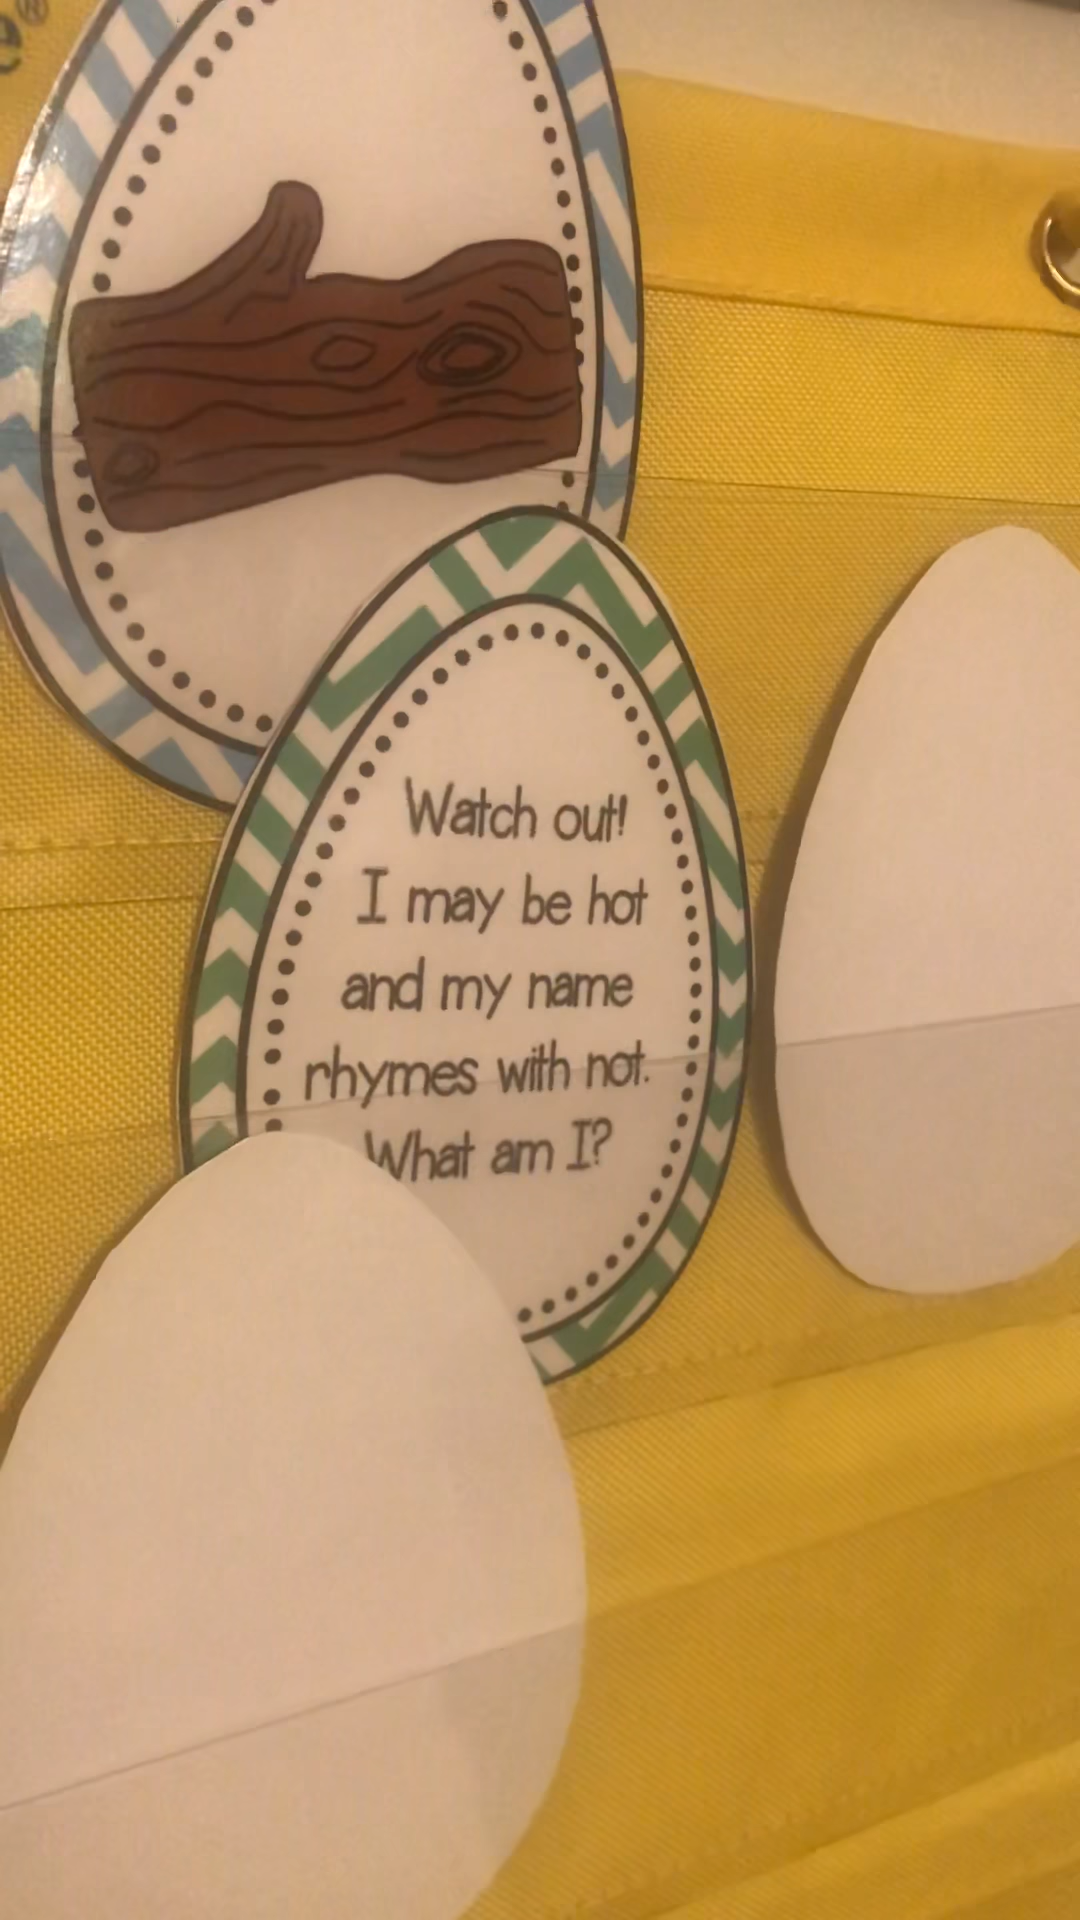 Watch out!
I may be hot
and my name
rhymes with not.
What am I?